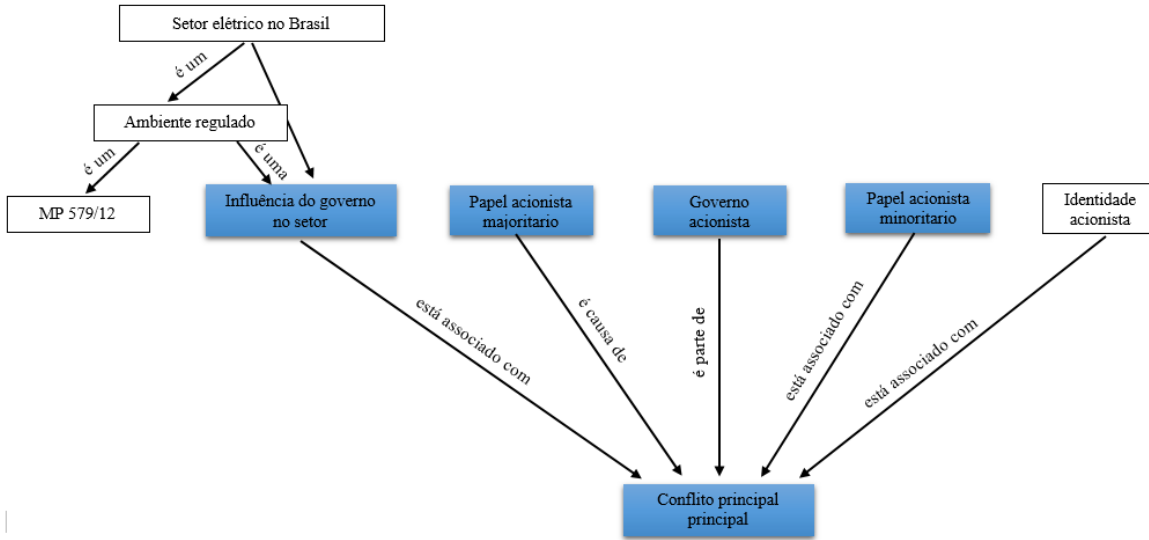 Setor elétrico no Brasil
é um
Ambiente regulado
é um
é uma
MP 579/12
Influência do governo
no setor
Papel acionista
majoritario
Governo
acionista
Papel acionista
minoritario
Identidade
acionista
está associado com
é causa de
é parte de
está associado com
está associado com
Conflito principal
principal